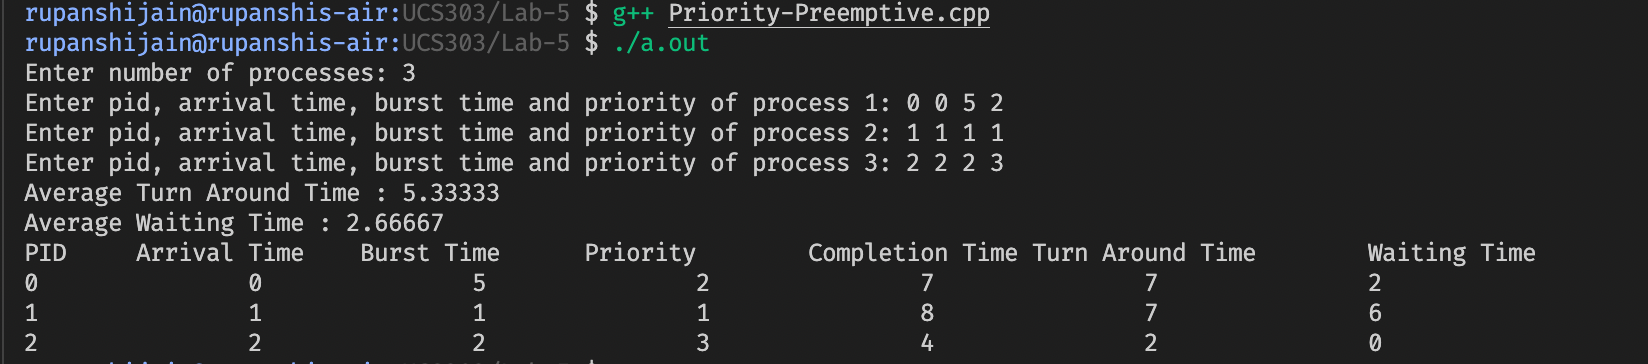 rupanshijain@rupanshis-air:UCS303/Lab-5 $ g++ Priority-Preemptive.cpp
rupanshijain@rupanshis-air:UCS303/Lab-5 $ ./a.out
Enter number of processes: 3
Enter pid, arrival time, burst time and priority of process 1: 0 0 5 2
Enter pid, arrival time, burst time and priority of process 2: 1 1 1 1
Enter pid, arrival time, burst time and priority of process 3: 2 2 2 3
Average Turn Around Time : 5.33333
Average Waiting Time : 2.66667
PID Arrival Time Burst Time Priority Completion Time Turn Around Time Waiting Time
0 0 5 2 7 7 2
1 1 1 1 8 7 6
2 2 2 3 4 2 0